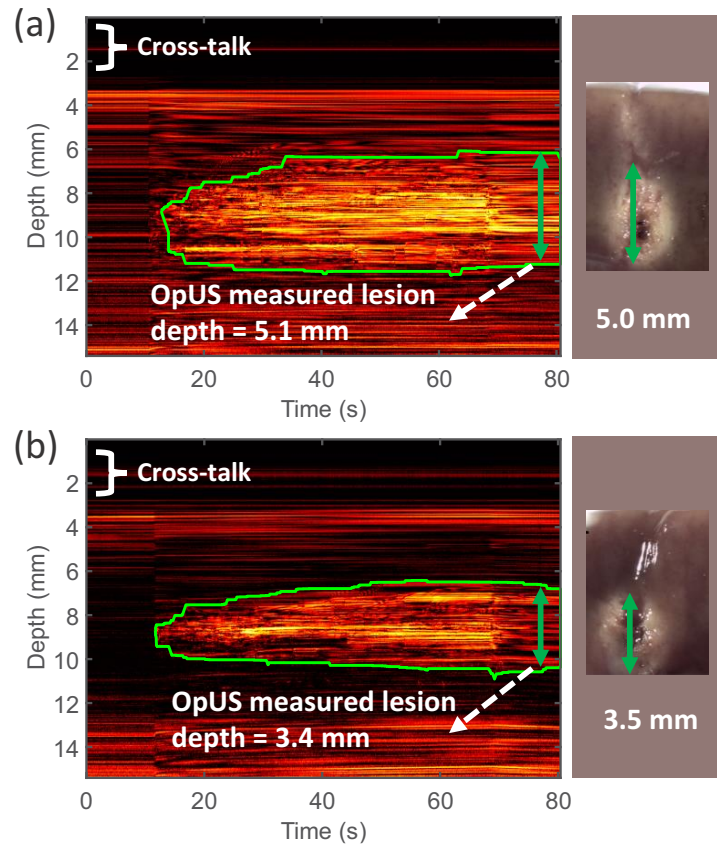 (a)
Cross-talk
2
4
6
8
10
12
14
Depth (mm)
OpUS measured lesion
depth = 5.1 mm
0
20
40
60
80
Time (s)
5.0 mm
(b)
Cross-talk
2
4
6
8
10
12
14
Depth (mm)
OpUS measured lesion
depth = 3.4 mm
0
20
40
60
80
Time (s)
3.5 mm